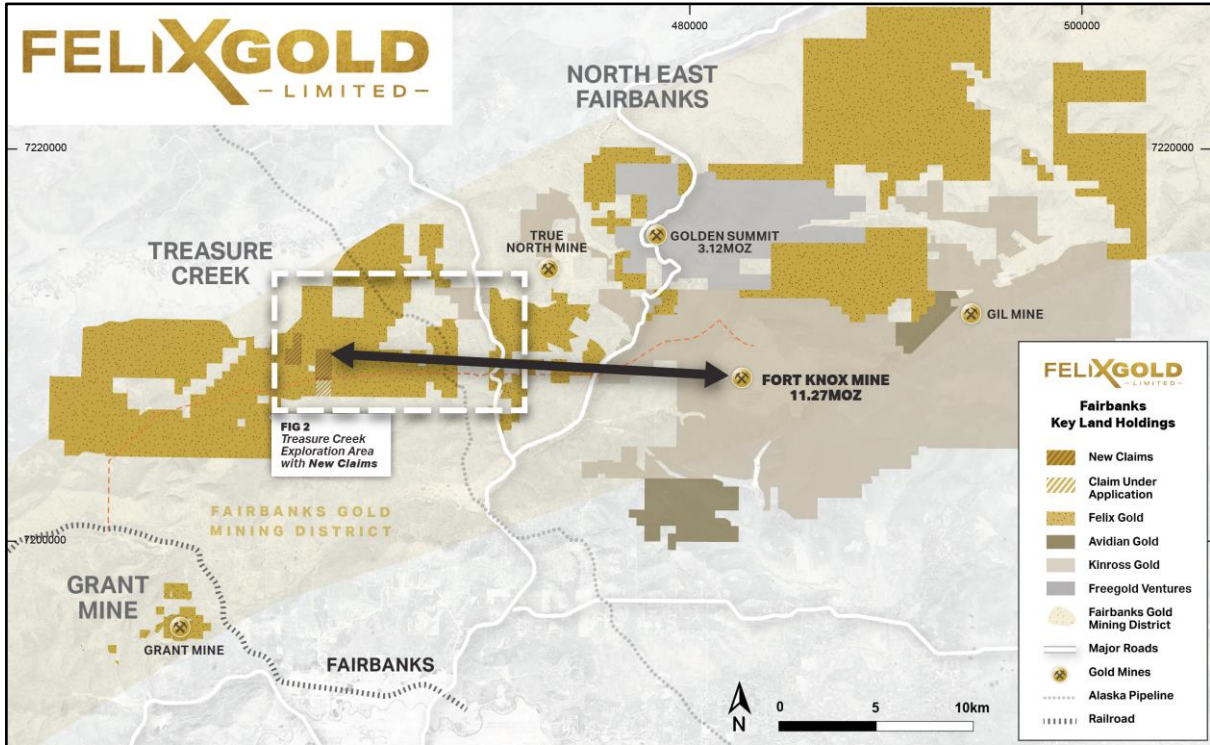 FELIXGOLD
- LIMITED -
480000
500000
7220000
7220000
NORTH EAST
FAIRBANKS
TREASURE
CREEK
TRUE
NORTH MINE
GOLDEN SUMMIT
3.12MOZ
GIL MINE
FORT KNOX MINE
11.27MOZ
FIG 2
Treasure Creek
Exploration Area
with New Claims
FAIRBANKS GOLD
MINING DISTRICT
7200000
GRANT
MINE
GRANT MINE
FAIRBANKS
N
0 5 10km
FELIXGOLD
- LIMITED -
Fairbanks
Key Land Holdings
New Claims
Claim Under
Application
Felix Gold
Avidian Gold
Kinross Gold
Freegold Ventures
Fairbanks Gold
Mining District
Major Roads
Gold Mines
Alaska Pipeline
Railroad